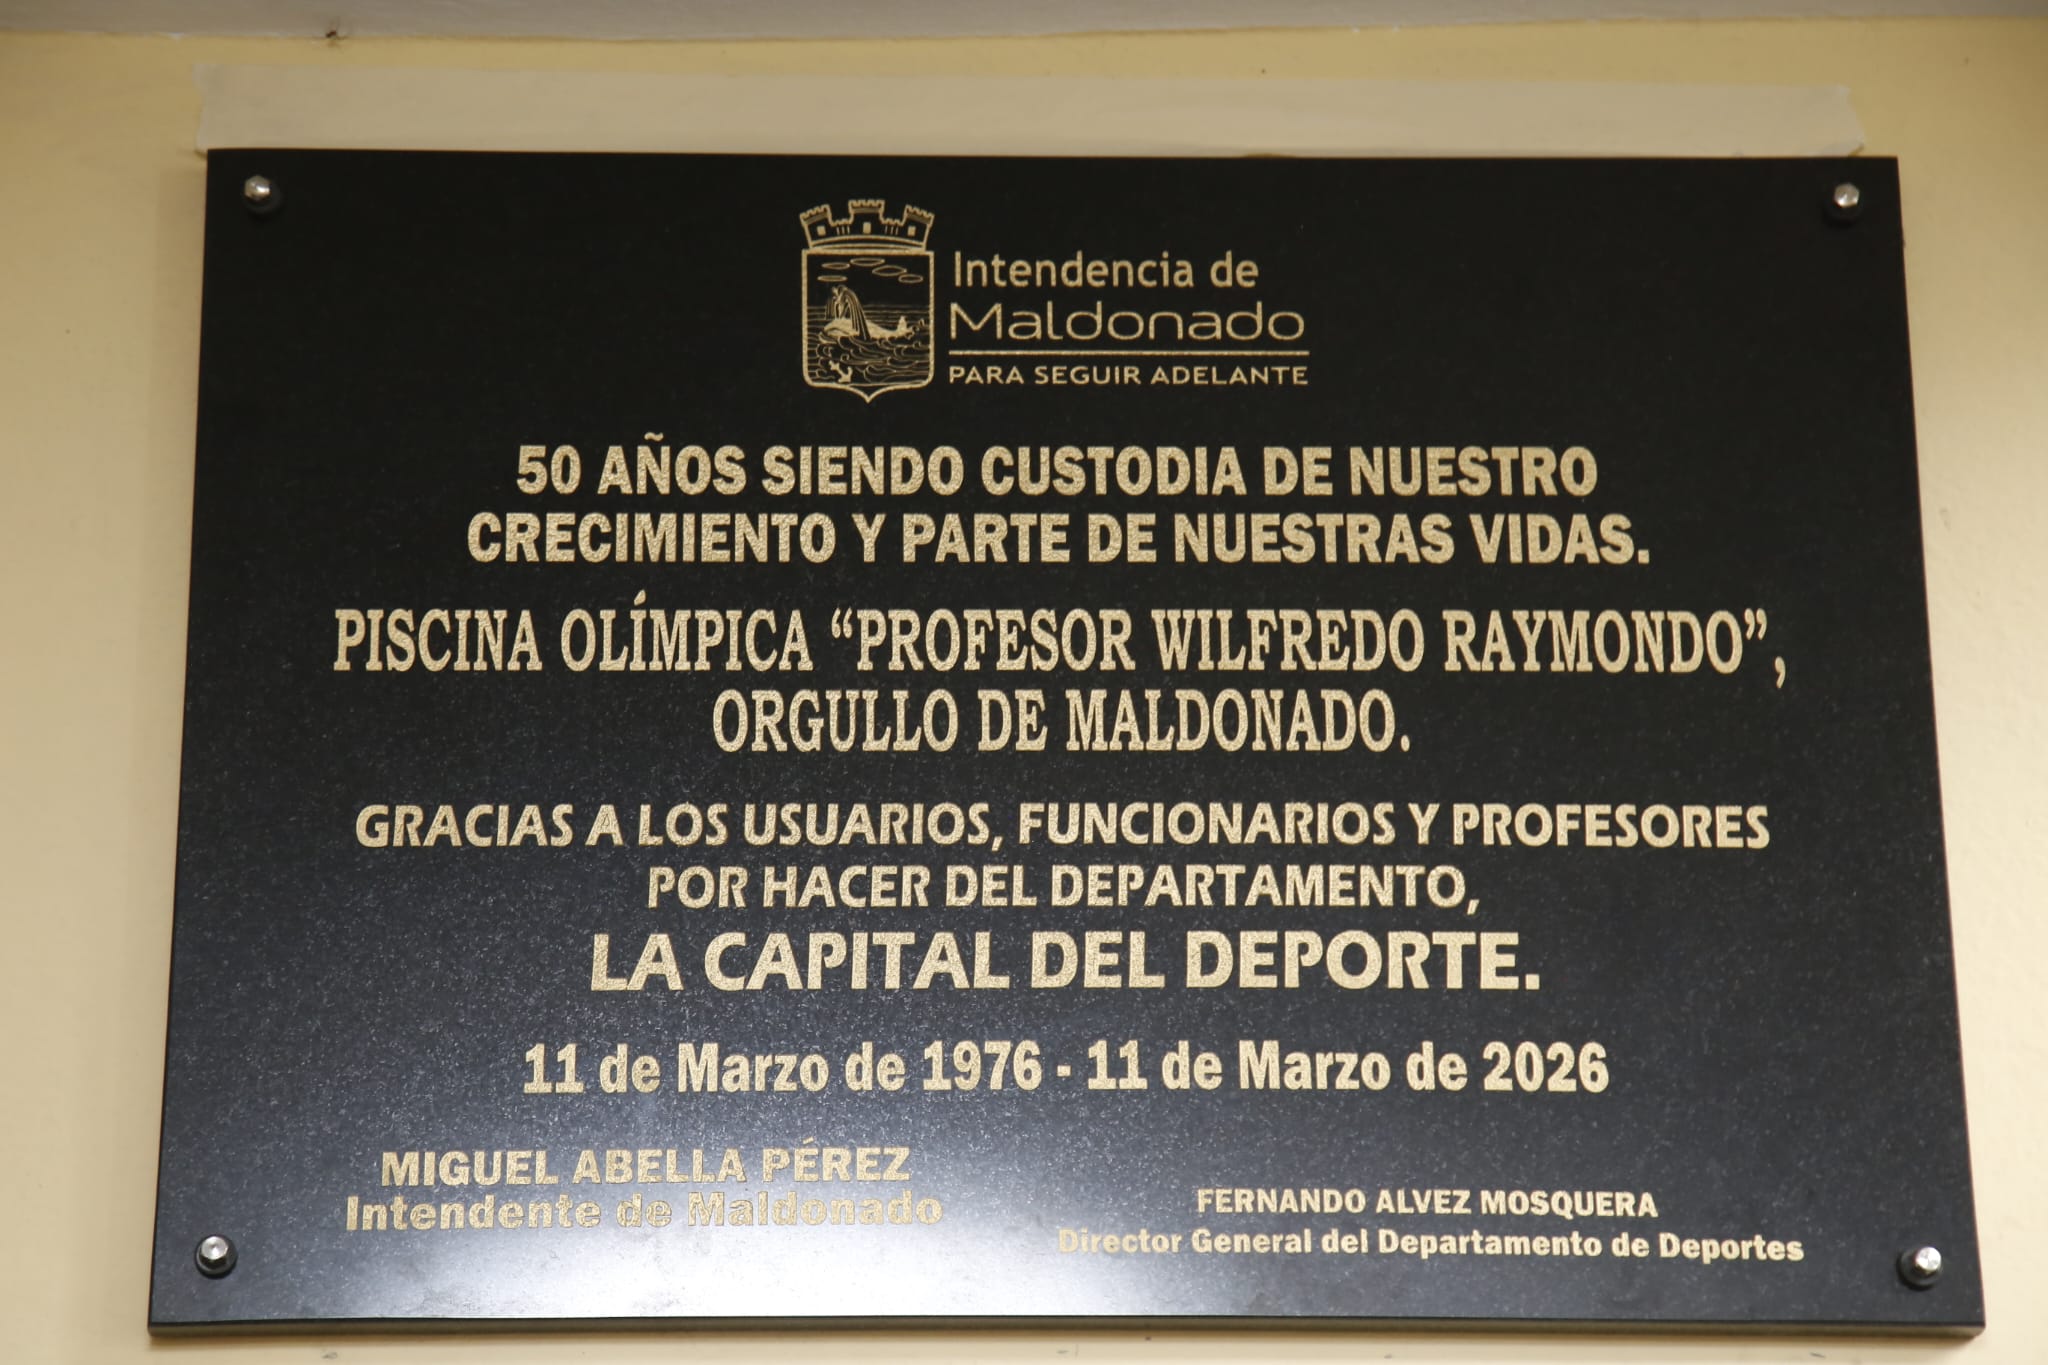 Intendencia de
Maldonado
PARA SEGUIR ADELANTE
50 AÑOS SIENDO CUSTODIA DE NUESTRO
CRECIMIENTO Y PARTE DE NUESTRAS VIDAS.
PISCINA OLÍMPICA “PROFESOR WILFREDO RAYMONDO”,
ORGULLO DE MALDONADO.
GRACIAS A LOS USUARIOS, FUNCIONARIOS Y PROFESORES
POR HACER DEL DEPARTAMENTO,
LA CAPITAL DEL DEPORTE.
11 de Marzo de 1976 - 11 de Marzo de 2026
MIGUEL ABELLA PÉREZ
Intendente de Maldonado
FERNANDO ALVEZ MOSQUERA
Director General del Departamento de Deportes